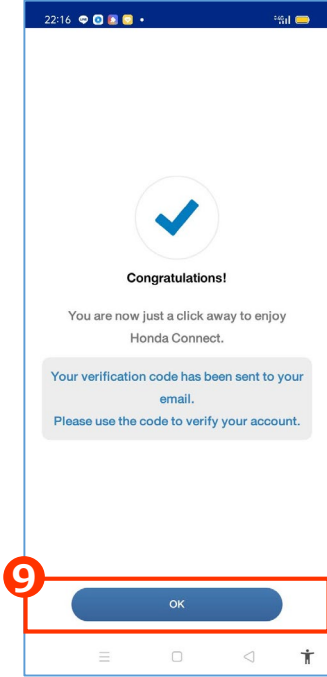 22:16
Congratulations!
You are now just a click away to enjoy
Honda Connect.
Your verification code has been sent to your
email.
Please use the code to verify your account.
9
OK